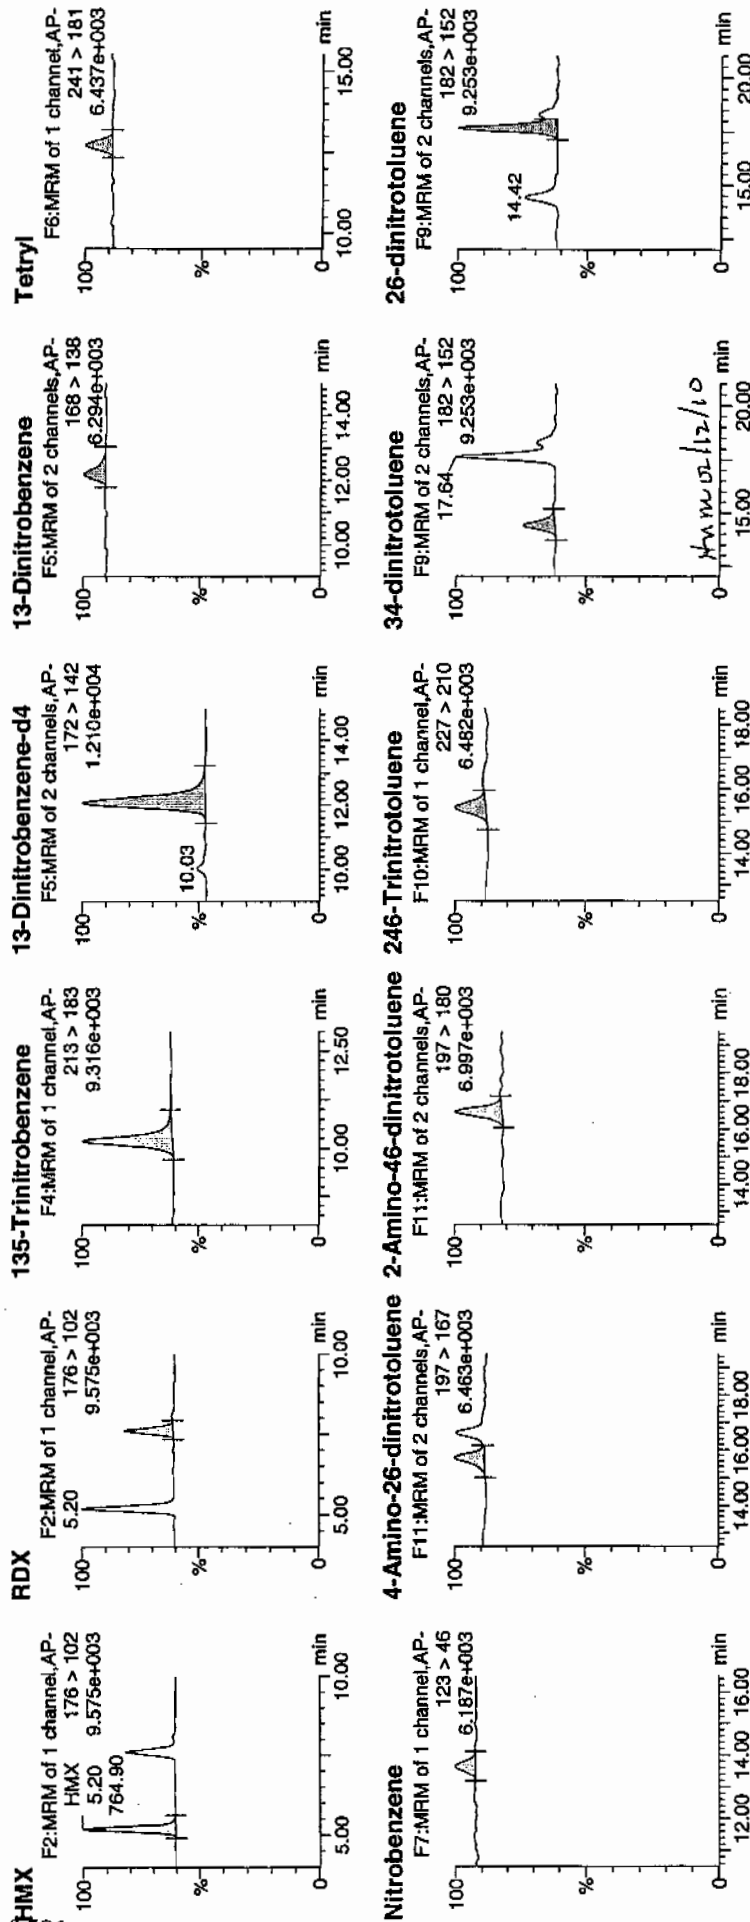 HMX
F2:MRM of 1 channel,AP-
176 > 102
9.575e+003
HMX
5.20
764.90
100
%
0
5.00
10.00
min
RDX
F2:MRM of 1 channel,AP-
176 > 102
9.575e+003
5.20
100
%
0
5.00
10.00
min
135-Trinitrobenzene
F4:MRM of 1 channel,AP-
213 > 183
9.316e+003
100
%
0
10.00
12.50
min
13-Dinitrobenzene-d4
F5:MRM of 2 channels,AP-
172 > 142
1.210e+004
10.03
100
%
0
10.00
12.00
14.00
min
13-Dinitrobenzene
F5:MRM of 2 channels,AP-
168 > 138
6.294e+003
100
%
0
10.00
12.00
14.00
min
Tetryl
F6:MRM of 1 channel,AP-
241 > 181
6.437e+003
100
%
0
10.00
15.00
min
Nitrobenzene
F7:MRM of 1 channel,AP-
123 > 46
6.187e+003
100
%
0
12.00
14.00
16.00
min
4-Amino-26-dinitrotoluene
F11:MRM of 2 channels,AP-
197 > 167
6.463e+003
100
%
0
14.00
16.00
18.00
min
2-Amino-46-dinitrotoluene
F11:MRM of 2 channels,AP-
197 > 180
6.997e+003
100
%
0
14.00
16.00
18.00
min
246-Trinitrotoluene
F10:MRM of 1 channel,AP-
227 > 210
6.482e+003
100
%
0
14.00
16.00
18.00
min
34-dinitrotoluene
F9:MRM of 2 channels,AP-
182 > 152
9.253e+003
17.64
100
%
0
15.00
20.00
min
02/12/10
26-dinitrotoluene
F9:MRM of 2 channels,AP-
182 > 152
9.253e+003
14.42
100
%
0
15.00
20.00
min